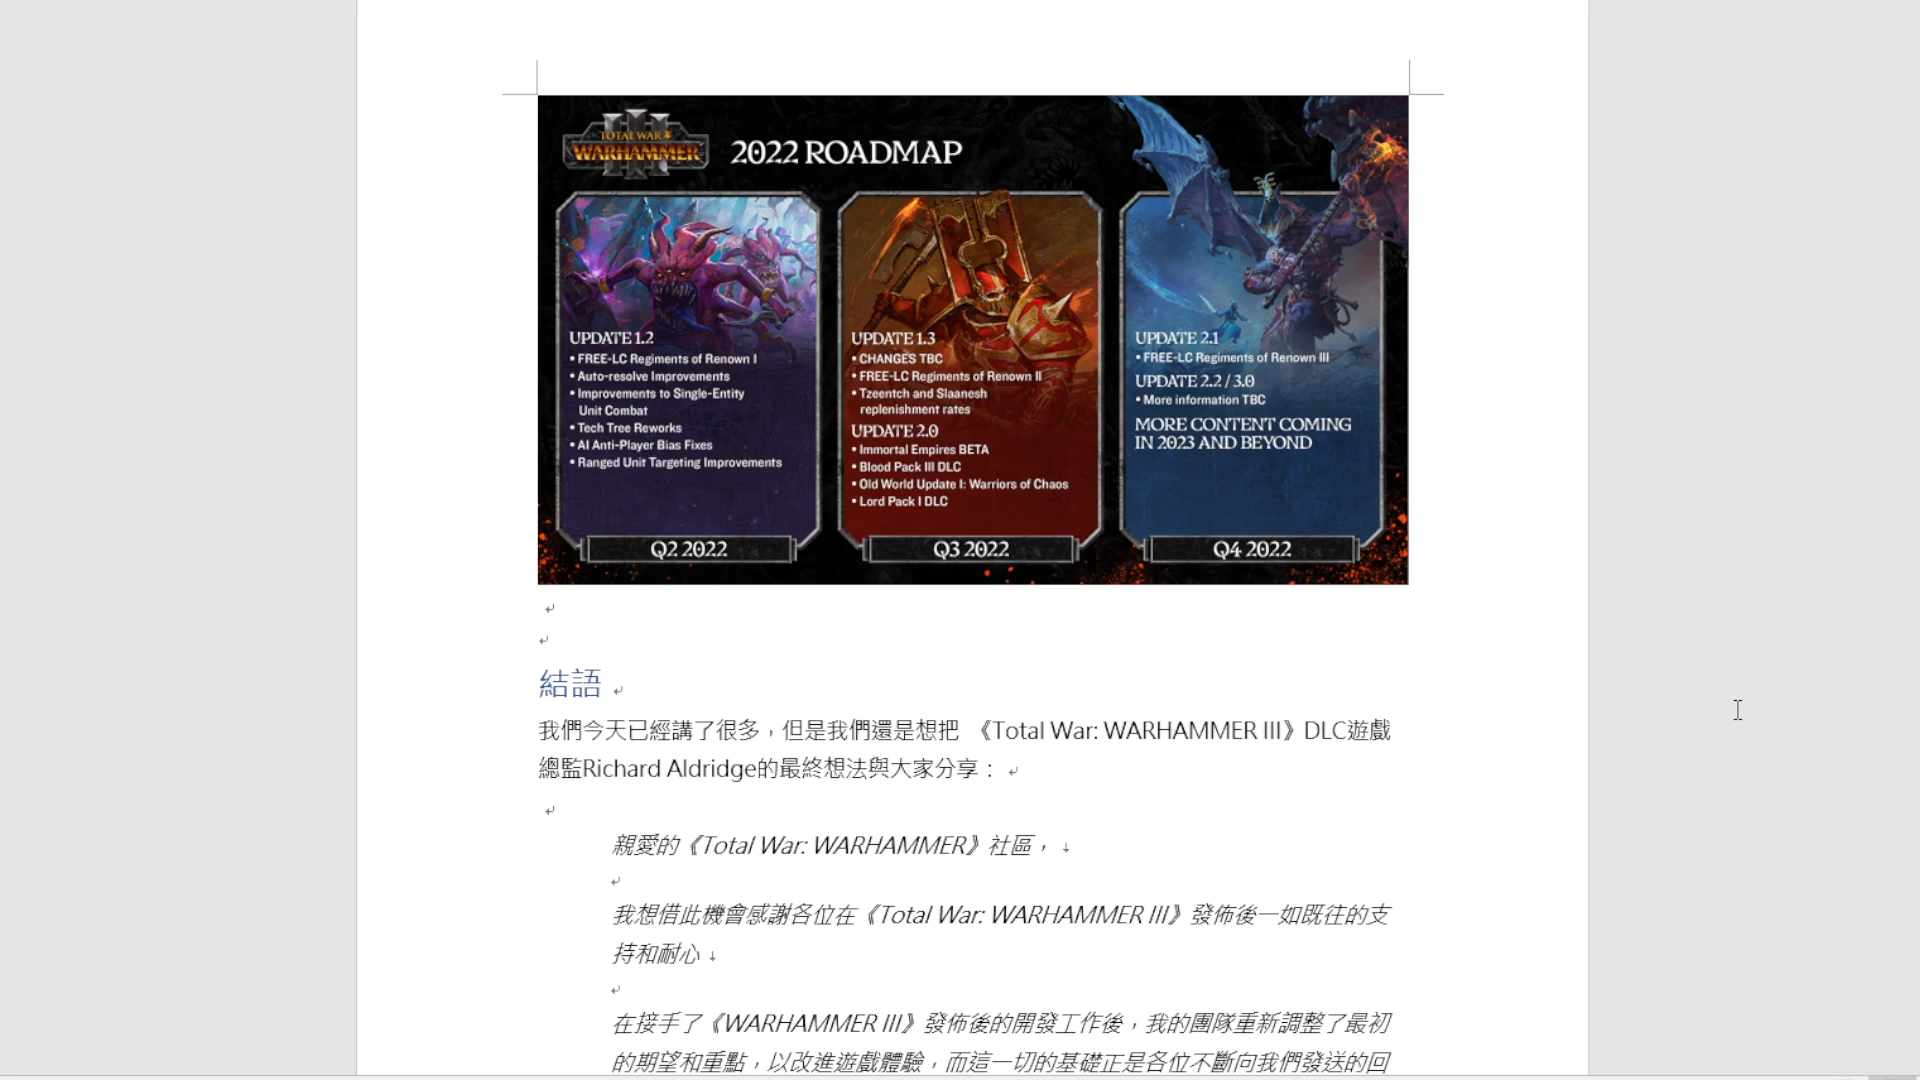 TOTAL WAR
WARHAMMER
III
2022 ROADMAP
UPDATE 1.2
• FREE-LC Regiments of Renown I
• Auto-resolve Improvements
• Improvements to Single-Entity
Unit Combat
• Tech Tree Reworks
• AI Anti-Player Bias Fixes
• Ranged Unit Targeting Improvements
Q2 2022
UPDATE 1.3
• CHANGES TBC
• FREE-LC Regiments of Renown II
• Tzeentch and Slaanesh
replenishment rates
UPDATE 2.0
• Immortal Empires BETA
• Blood Pack III DLC
• Old World Update I: Warriors of Chaos
• Lord Pack I DLC
Q3 2022
UPDATE 2.1
• FREE-LC Regiments of Renown III
UPDATE 2.2 / 3.0
• More information TBC
MORE CONTENT COMING
IN 2023 AND BEYOND
Q4 2022
結語
我們今天已經講了很多，但是我們還是想把 《Total War: WARHAMMER III》DLC遊戲
總監Richard Aldridge的最終想法與大家分享：
親愛的《Total War: WARHAMMER》社區，
我想借此機會感謝各位在《Total War: WARHAMMER III》發佈後一如既往的支
持和耐心
在接手了《WARHAMMER III》發佈後的開發工作後，我的團隊重新調整了最初
的期望和重點，以改進遊戲體驗，而這一切的基礎正是各位不斷向我們發送的回